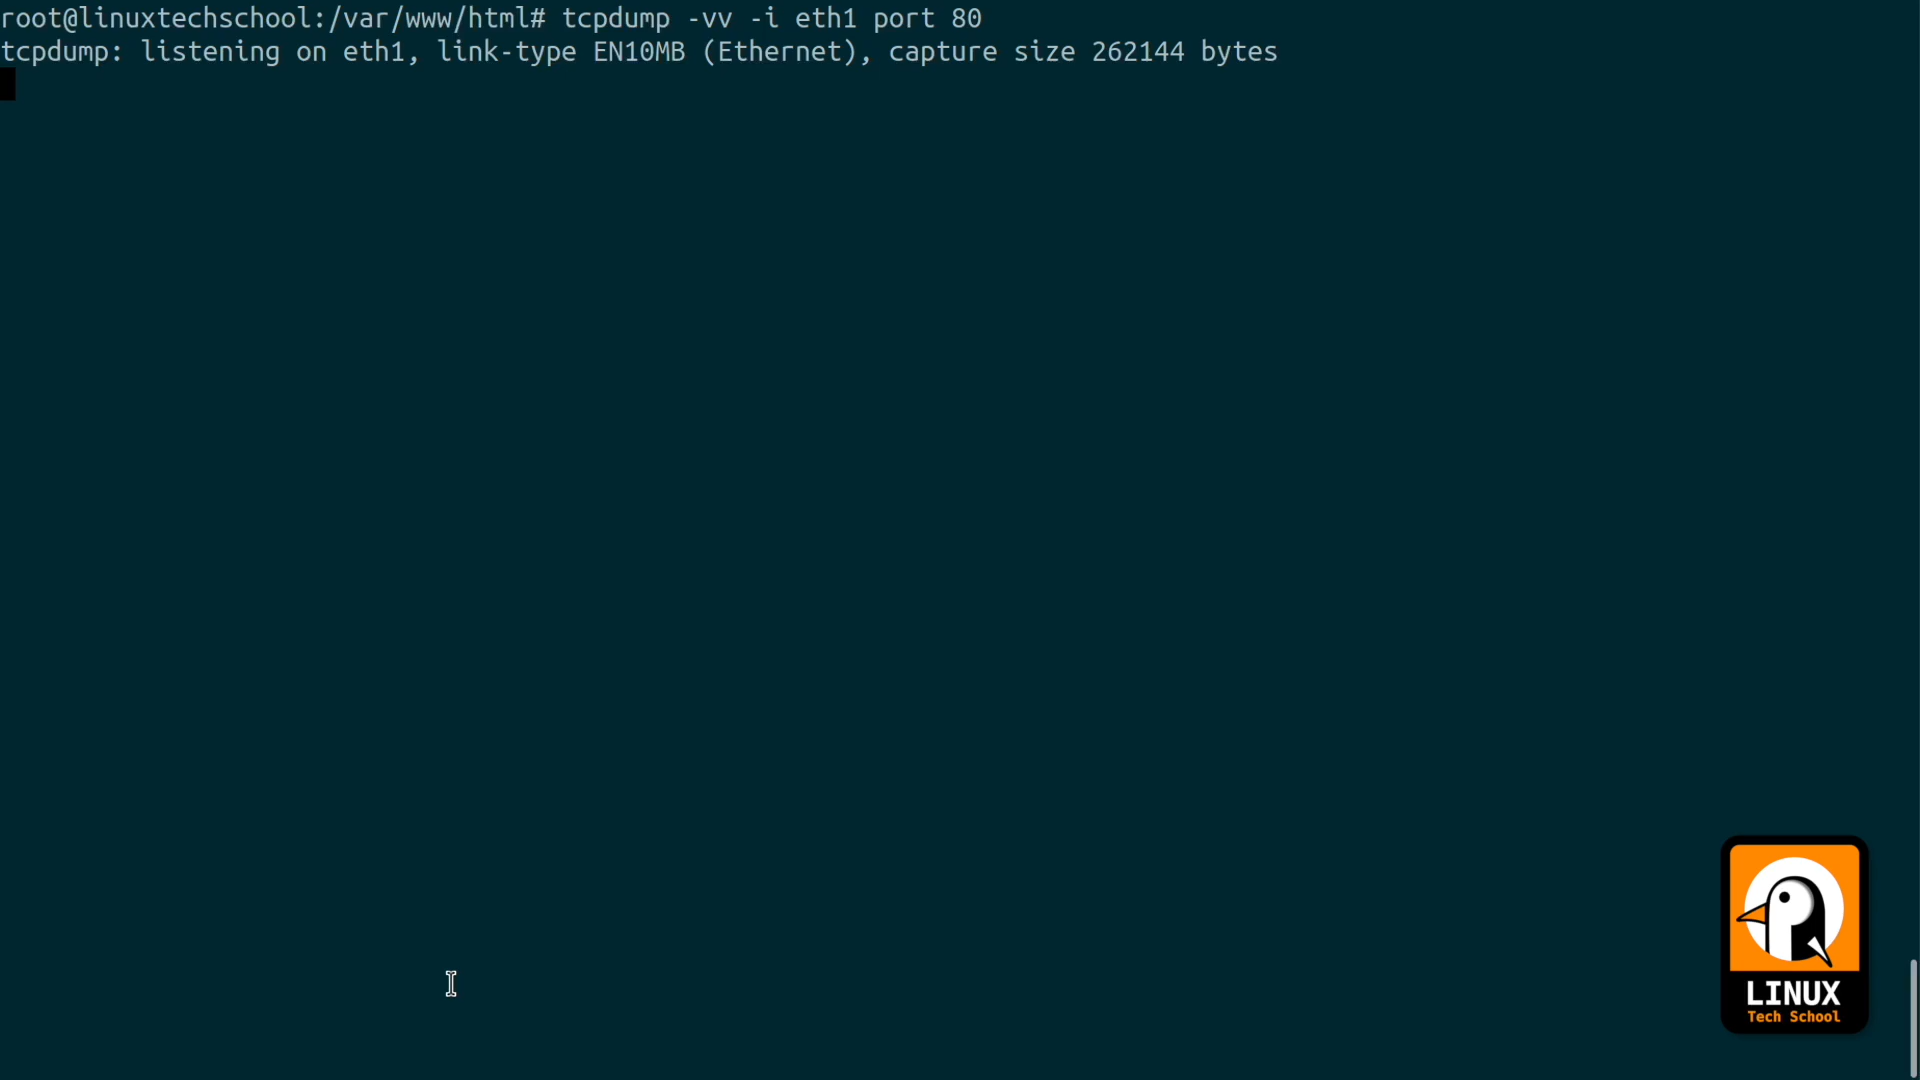 root@linuxtechschool:/var/www/html# tcpdump -vv -i eth1 port 80
tcpdump: listening on eth1, link-type EN10MB (Ethernet), capture size 262144 bytes
LINUX
Tech School